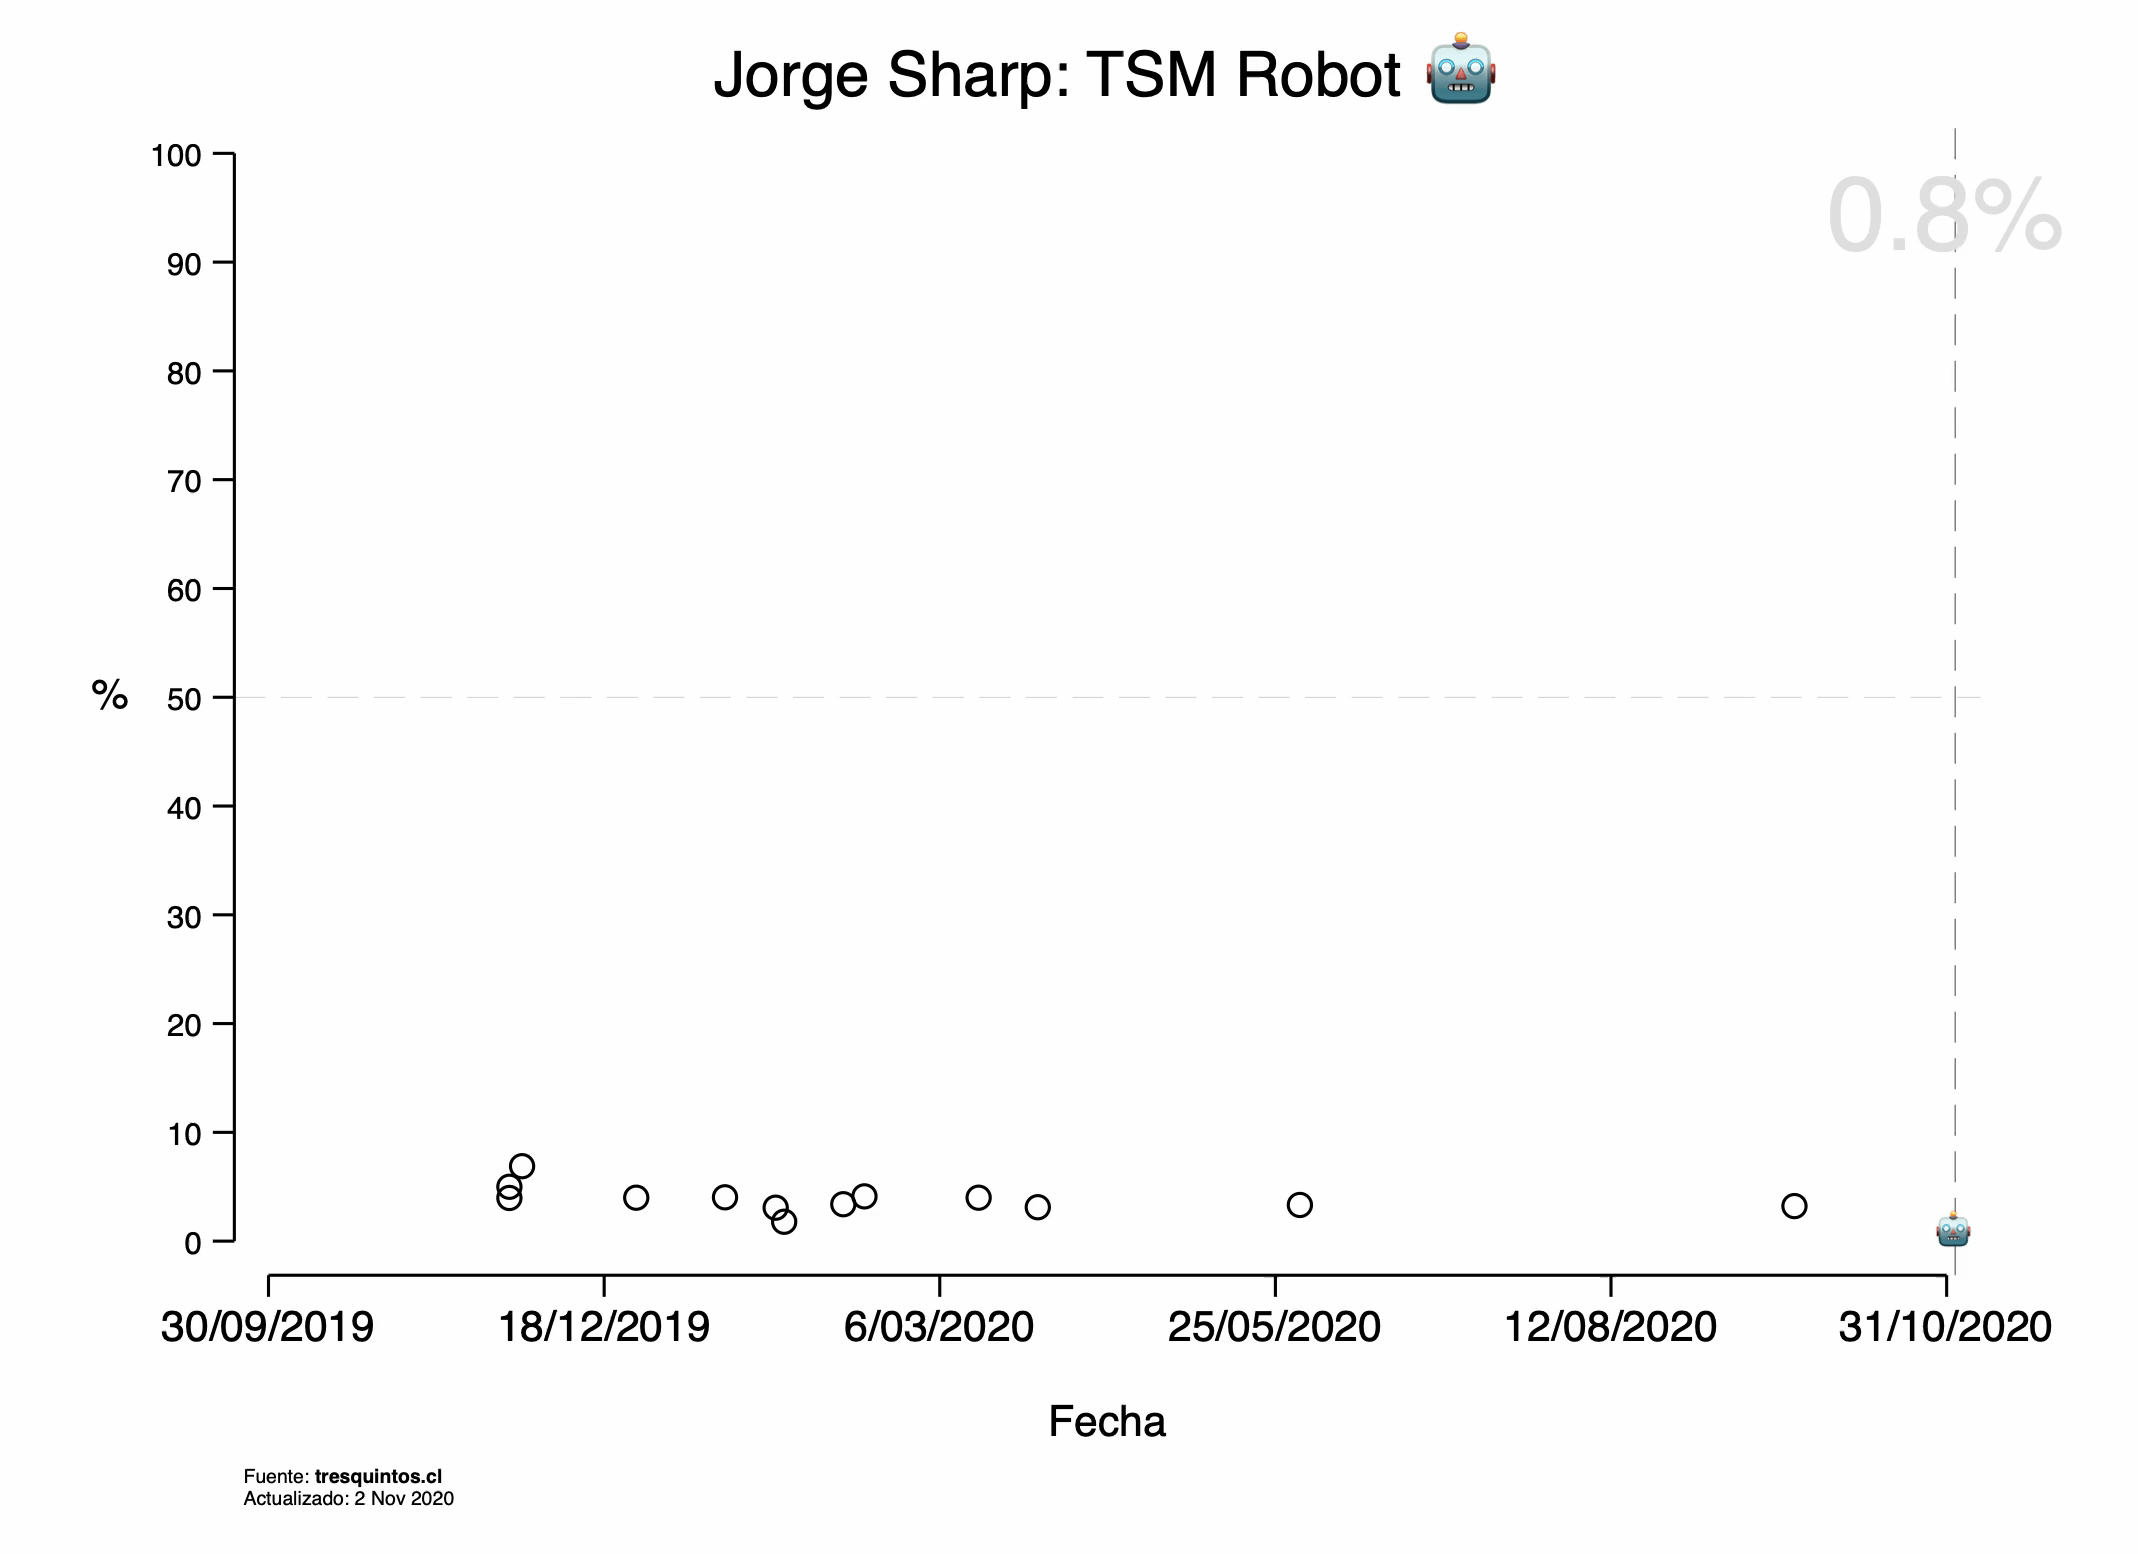 Jorge Sharp: TSM Robot 🤖
0.8%
100
90
80
70
60
50
40
30
20
10
0
%
30/09/2019 18/12/2019 6/03/2020 25/05/2020 12/08/2020 31/10/2020
Fecha
Fuente: tresquintos.cl
Actualizado: 2 Nov 2020